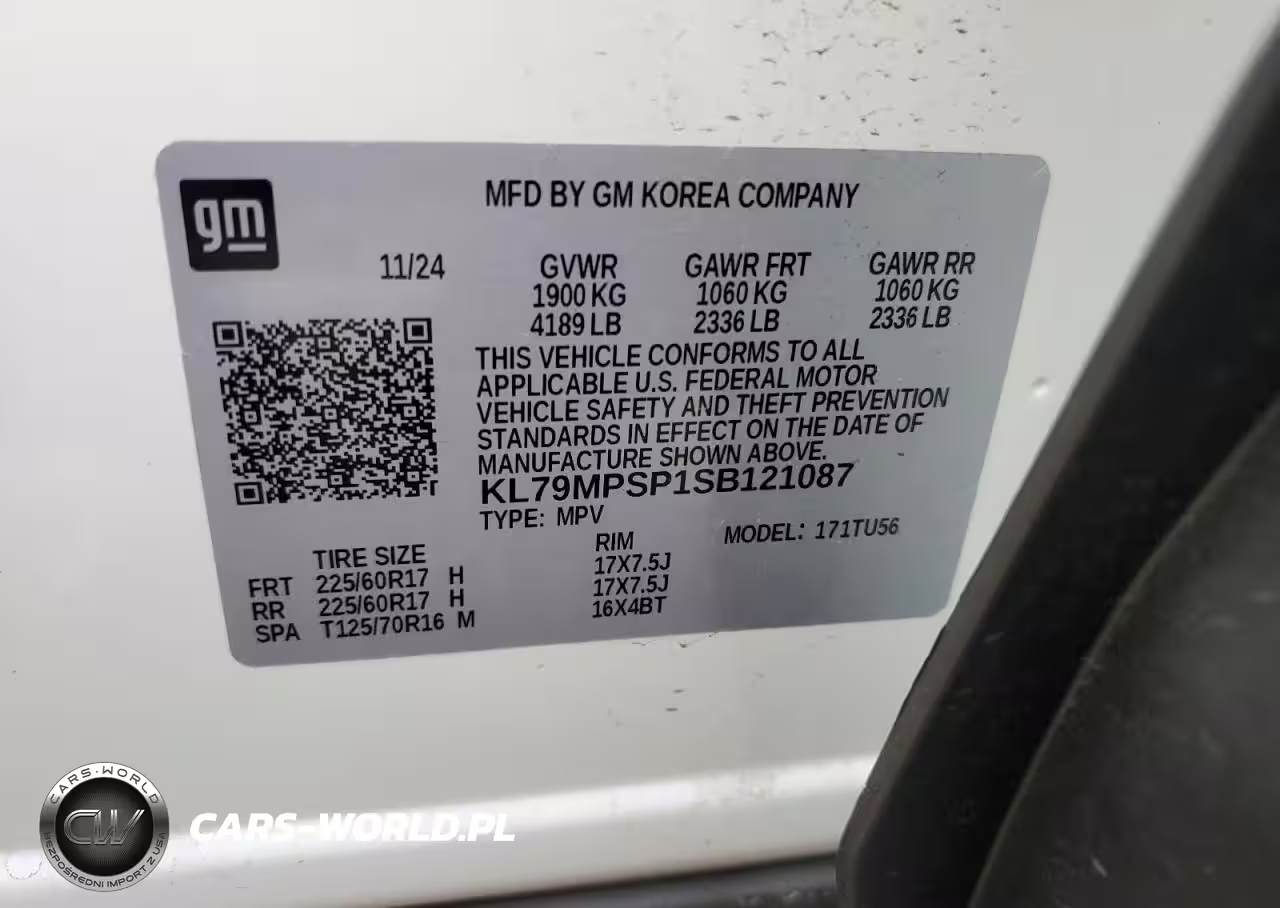 gm
MFD BY GM KOREA COMPANY
11/24 GVWR GAWR FRT GAWR RR
1900 KG 1060 KG 1060 KG
4189 LB 2336 LB 2336 LB
THIS VEHICLE CONFORMS TO ALL
APPLICABLE U.S. FEDERAL MOTOR
VEHICLE SAFETY AND THEFT PREVENTION
STANDARDS IN EFFECT ON THE DATE OF
MANUFACTURE SHOWN ABOVE.
KL79MPSP1SB121087
TYPE: MPV MODEL: 171TU56
TIRE SIZE RIM
FRT 225/60R17 H 17X7.5J
RR 225/60R17 H 17X7.5J
SPA T125/70R16 M 16X4BT
CARS-WORLD
CW
BEZPOŚREDNI IMPORT Z USA
CARS-WORLD.PL